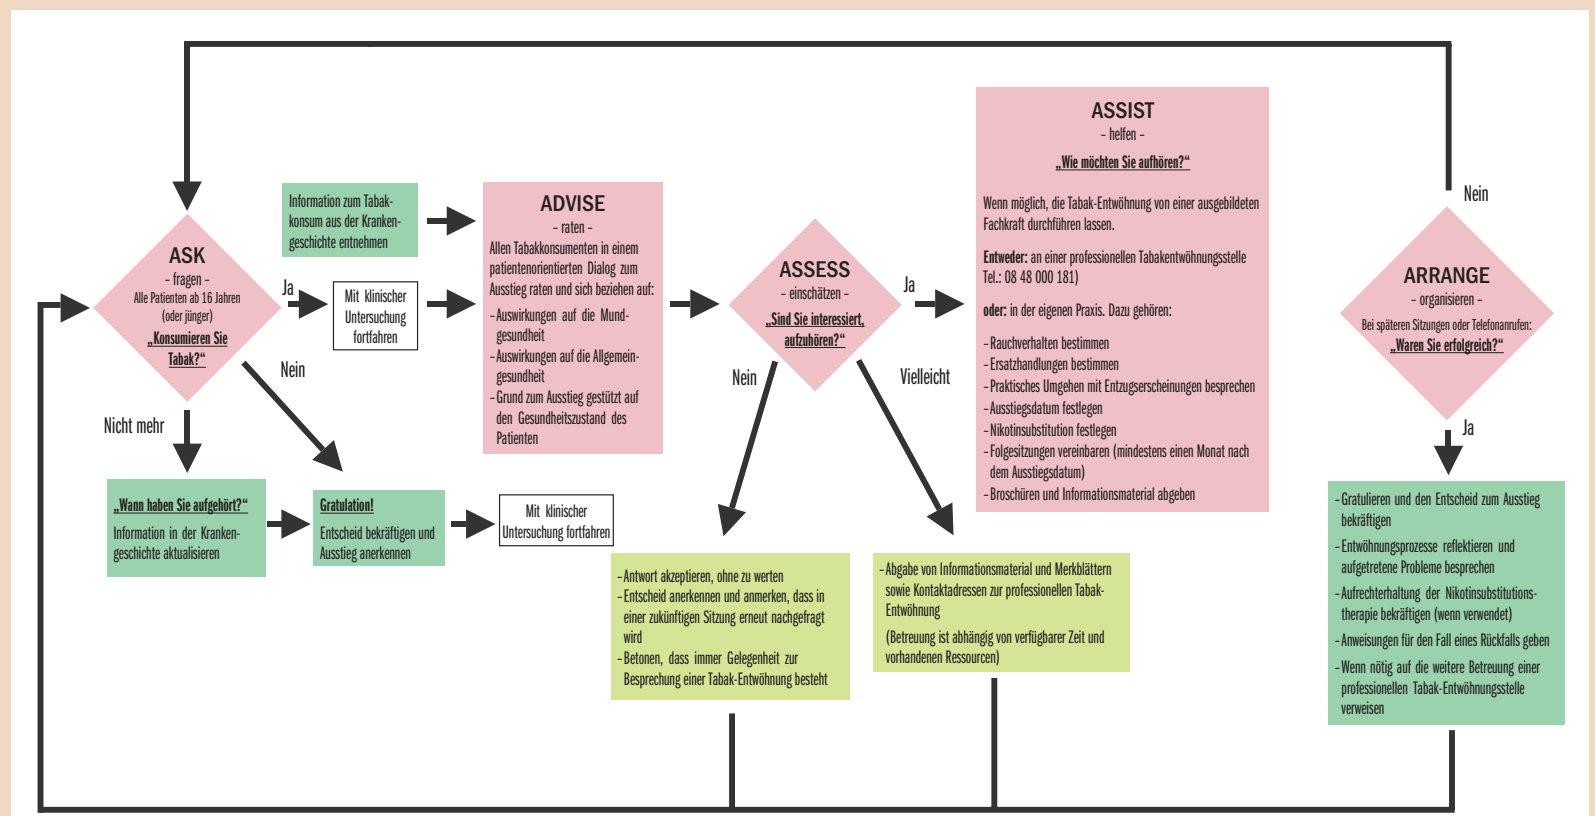 ASK
– fragen –
Alle Patienten ab 16 Jahren
(oder jünger)
„Konsumieren Sie
Tabak?“
Ja
Nein
Nicht mehr
Information zum Tabak-
konsum aus der Kranken-
geschichte entnehmen
Mit klinischer
Untersuchung
fortfahren
„Wann haben Sie aufgehört?“
Information in der Kranken-
geschichte aktualisieren
Gratulation!
Entscheid bekräftigen und
Ausstieg anerkennen
Mit klinischer
Untersuchung fortfahren
ADVISE
– raten –
Allen Tabakkonsumenten in einem
patientenorientierten Dialog zum
Ausstieg raten und sich beziehen auf:
– Auswirkungen auf die Mund-
gesundheit
– Auswirkungen auf die Allgemein-
gesundheit
– Grund zum Ausstieg gestützt auf
den Gesundheitszustand des
Patienten
ASSESS
– einschätzen –
„Sind Sie interessiert,
aufzuhören?“
Ja
Nein
Vielleicht
– Antwort akzeptieren, ohne zu werten
– Entscheid anerkennen und anmerken, dass in
einer zukünftigen Sitzung erneut nachgefragt
wird
– Betonen, dass immer Gelegenheit zur
Besprechung einer Tabak-Entwöhnung besteht
– Abgabe von Informationsmaterial und Merkblättern
sowie Kontaktadressen zur professionellen Tabak-
Entwöhnung
(Betreuung ist abhängig von verfügbarer Zeit und
vorhandenen Ressourcen)
ASSIST
– helfen –
„Wie möchten Sie aufhören?“
Wenn möglich, die Tabak-Entwöhnung von einer ausgebildeten
Fachkraft durchführen lassen.
Entweder: an einer professionellen Tabakentwöhnungsstelle
Tel.: 08 48 000 181)
oder: in der eigenen Praxis. Dazu gehören:
– Rauchverhalten bestimmen
– Ersatzhandlungen bestimmen
– Praktisches Umgehen mit Entzugserscheinungen besprechen
– Ausstiegsdatum festlegen
– Nikotinsubstitution festlegen
– Folgesitzungen vereinbaren (mindestens einen Monat nach
dem Ausstiegsdatum)
– Broschüren und Informationsmaterial abgeben
Nein
ARRANGE
– organisieren –
Bei späteren Sitzungen oder Telefonanrufen:
„Waren Sie erfolgreich?“
Ja
– Gratulieren und den Entscheid zum Ausstieg
bekräftigen
– Entwöhnungsprozesse reflektieren und
aufgetretene Probleme besprechen
– Aufrechterhaltung der Nikotinsubstitutions-
therapie bekräftigen (wenn verwendet)
– Anweisungen für den Fall eines Rückfalls geben
– Wenn nötig auf die weitere Betreuung einer
professionellen Tabak-Entwöhnungsstelle
verweisen